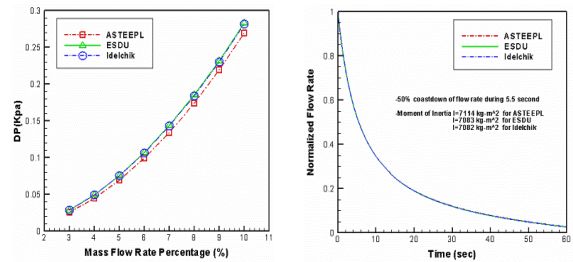 0.3
0.25
0.2
0.15
0.1
0.05
0
DP(Kpa)
ASTEEPL
ESDU
Idelchik
2 3 4 5 6 7 8 9 10 11
Mass Flow Rate Percentage (%)
1
0.8
0.6
0.4
0.2
0
Normalized Flow Rate
ASTEEPL
ESDU
Idelchik
-50% coastdown of flow rate during 5.5 second
-Moment of Inertia I=7114 kg-m^2 for ASTEEPL
I=7083 kg-m^2 for ESDU
I=7082 kg-m^2 for Idelchik
0 10 20 30 40 50 60
Time (sec)